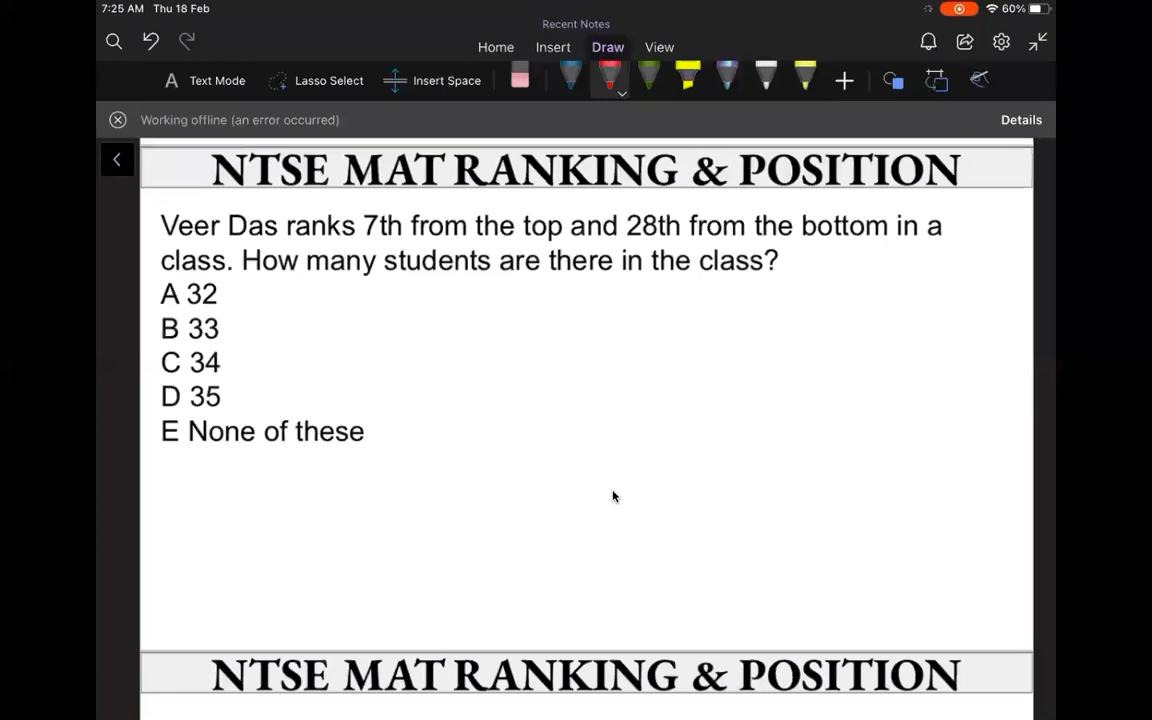 7:25 AM Thu 18 Feb
60%
Recent Notes
Home Insert Draw View
A Text Mode Lasso Select Insert Space
Working offline (an error occurred) Details
NTSE MAT RANKING & POSITION
Veer Das ranks 7th from the top and 28th from the bottom in a
class. How many students are there in the class?
A 32
B 33
C 34
D 35
E None of these
NTSE MAT RANKING & POSITION